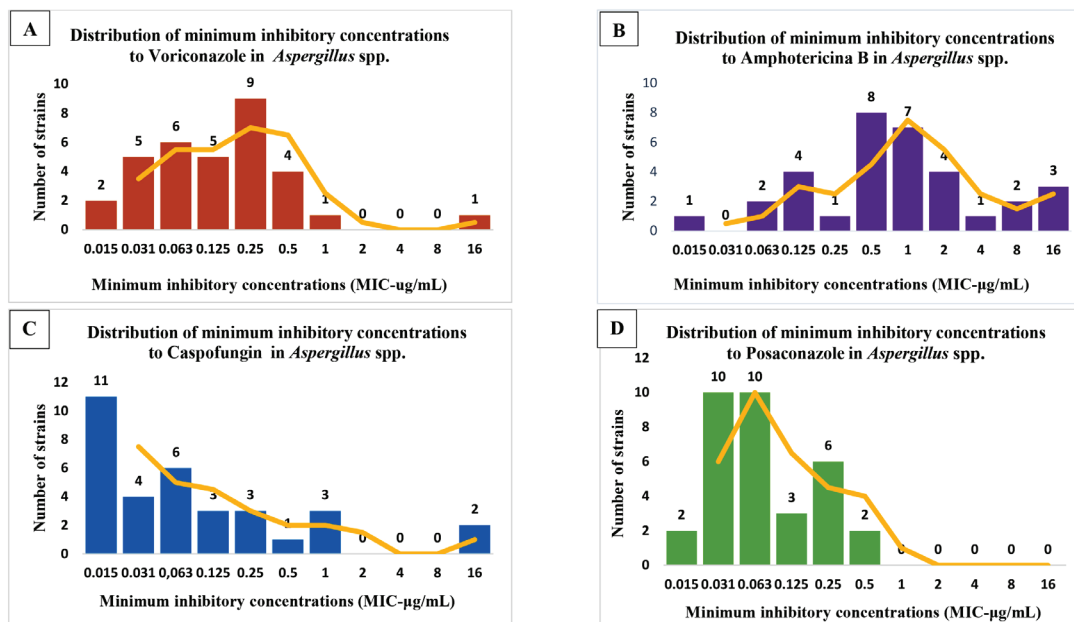 A
Distribution of minimum inhibitory concentrations
to Voriconazole in Aspergillus spp.
Number of strains
10
8
6
4
2
0
2
5
6
5
9
4
1
0
0
0
1
0.015 0.031 0.063 0.125 0.25 0.5 1 2 4 8 16
Minimum inhibitory concentrations (MIC-ug/mL)
B
Distribution of minimum inhibitory concentrations
to Amphotericina B in Aspergillus spp.
Number of strains
10
8
6
4
2
0
1
0
2
4
1
8
7
4
1
2
3
0.015 0.031 0.063 0.125 0.25 0.5 1 2 4 8 16
Minimum inhibitory concentrations (MIC-µg/mL)
C
Distribution of minimum inhibitory concentrations
to Caspofungin in Aspergillus spp.
Number of strains
12
10
8
6
4
2
0
11
4
6
3
3
1
3
0
0
0
2
0.015 0.031 0,063 0.125 0.25 0.5 1 2 4 8 16
Minimum inhibitory concentrations (MIC-µg/mL)
D
Distribution of minimum inhibitory concentrations
to Posaconazole in Aspergillus spp.
Number of strains
12
10
8
6
4
2
0
2
10
10
3
6
2
0
0
0
0
0
0.015 0.031 0.063 0.125 0.25 0.5 1 2 4 8 16
Minimum inhibitory concentrations (MIC-µg/mL)